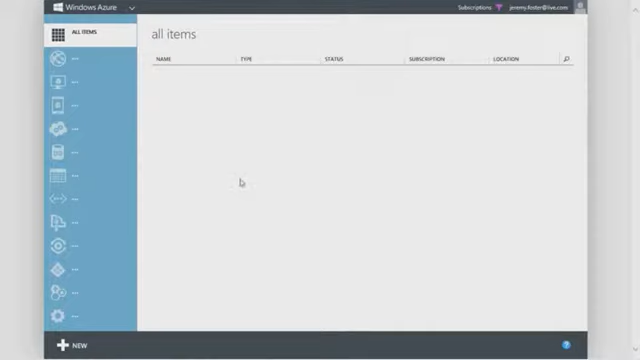 Windows Azure
Subscriptions
jeremy.foster@live.com
ALL ITEMS
all items
NAME
TYPE
STATUS
SUBSCRIPTION
LOCATION
NEW
?